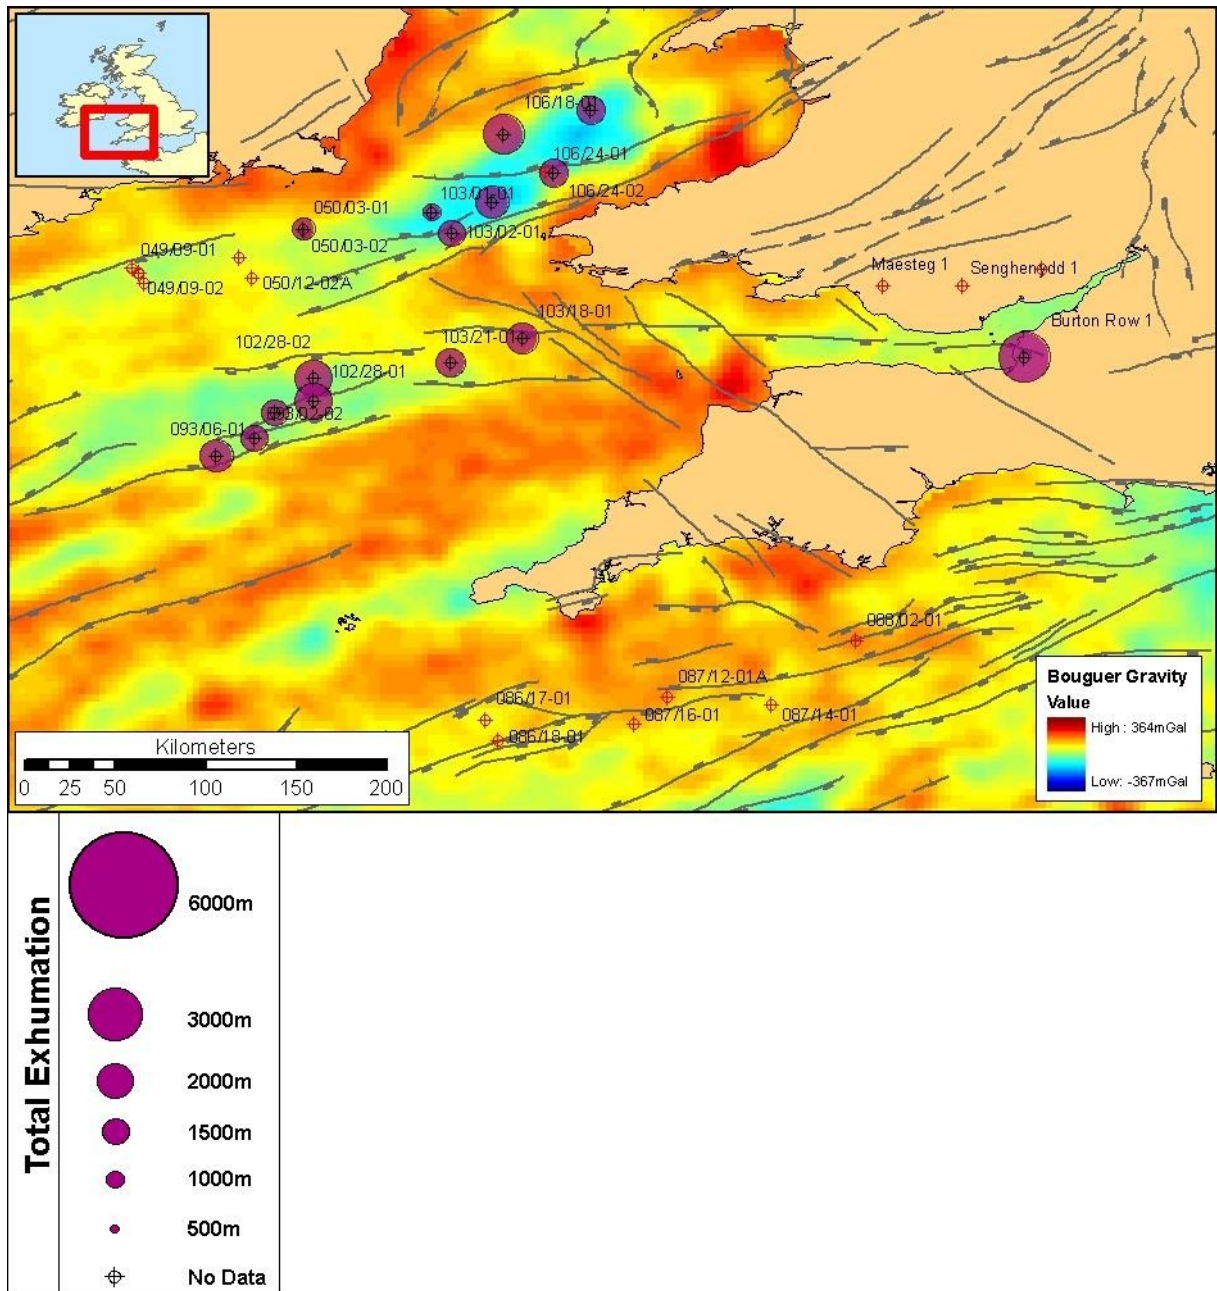 106/18-01
106/24-01
106/24-02
103/01-01
103/02-01
050/03-01
050/03-02
049/09-01
049/09-02
050/12-02A
Maesteg 1
Senghenydd 1
Burton Row 1
103/18-01
103/21-01
102/28-02
102/28-01
093/02-02
093/06-01
088/02-01
087/12-01A
086/17-01
087/16-01
087/14-01
086/18-01
Bouguer Gravity
Value
High : 364mGal
Low: -367mGal
Kilometers
0 25 50 100 150 200
Total Exhumation
6000m
3000m
2000m
1500m
1000m
500m
No Data